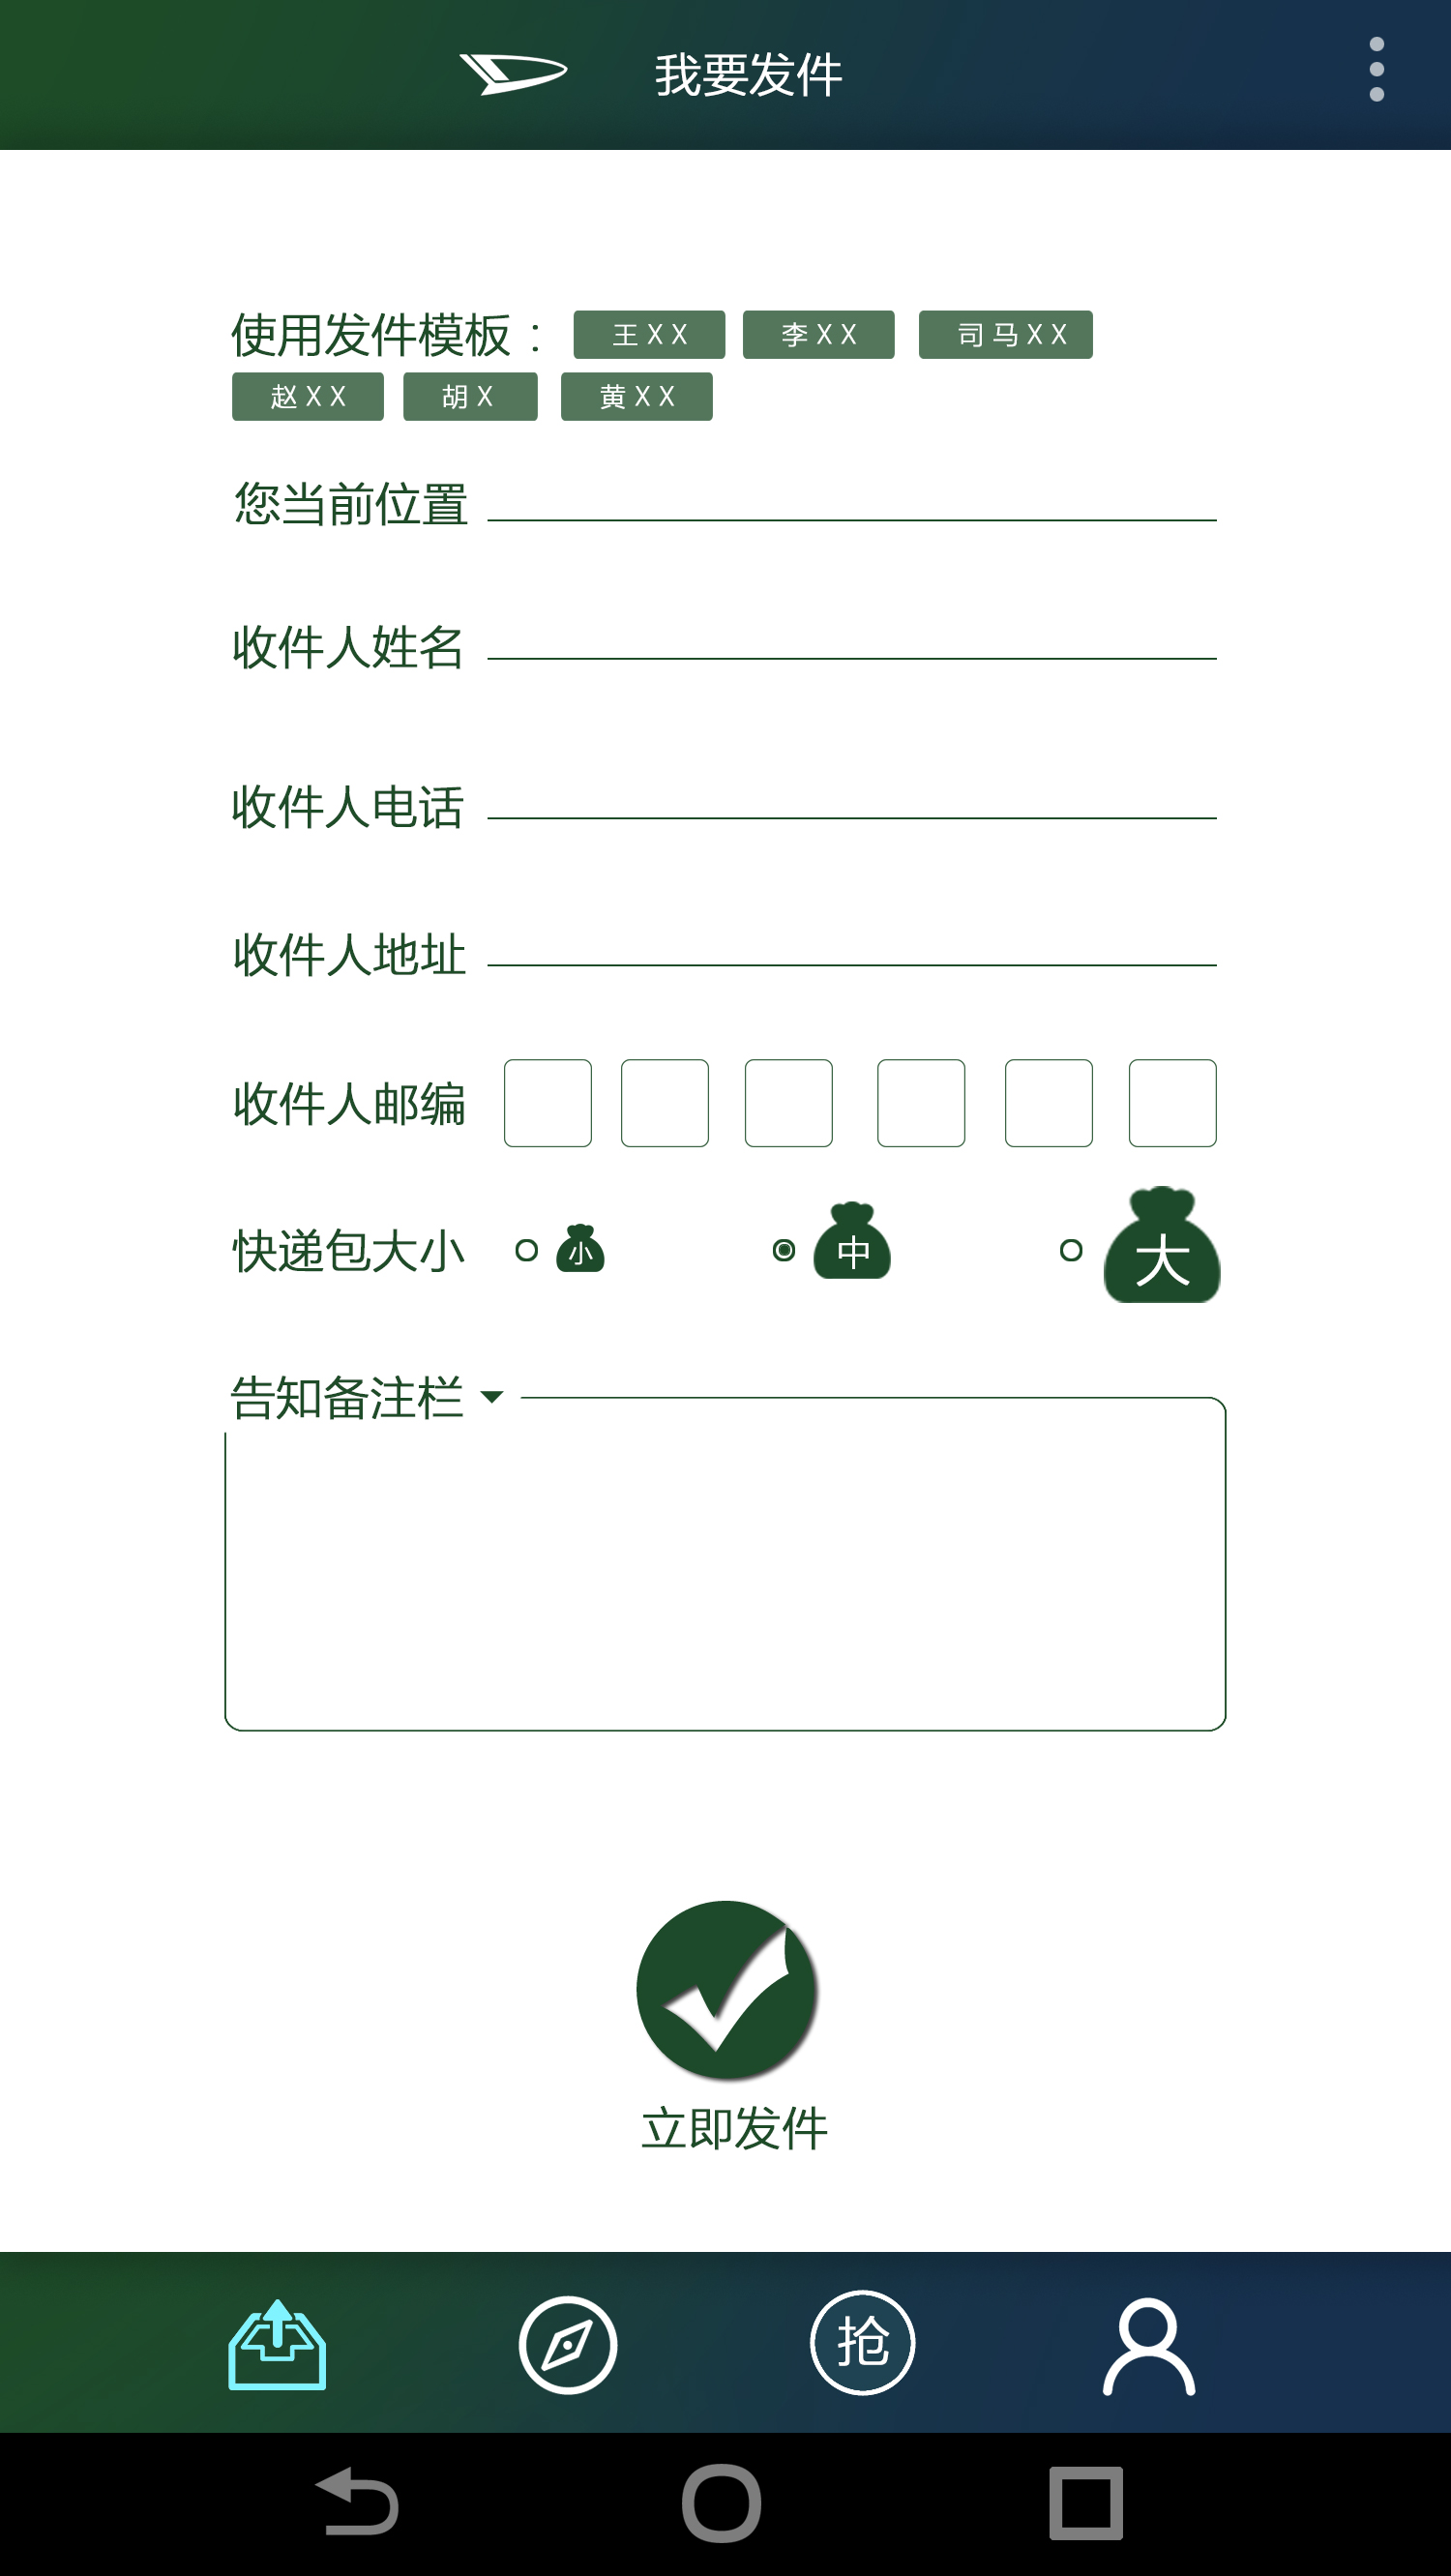 我要发件
使用发件模板： 王XX 李XX 司马XX
赵XX 胡X 黄XX
您当前位置
收件人姓名
收件人电话
收件人地址
收件人邮编
快递包大小 小 中 大
告知备注栏
立即发件
抢